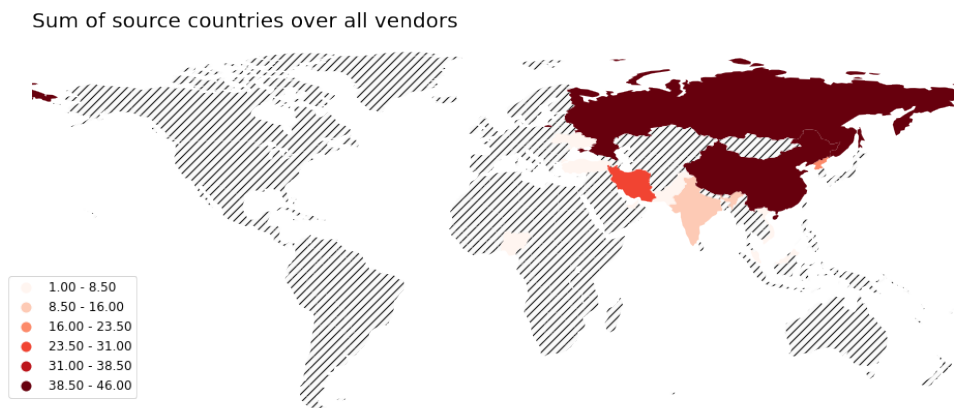 Sum of source countries over all vendors
1.00 - 8.50
8.50 - 16.00
16.00 - 23.50
23.50 - 31.00
31.00 - 38.50
38.50 - 46.00